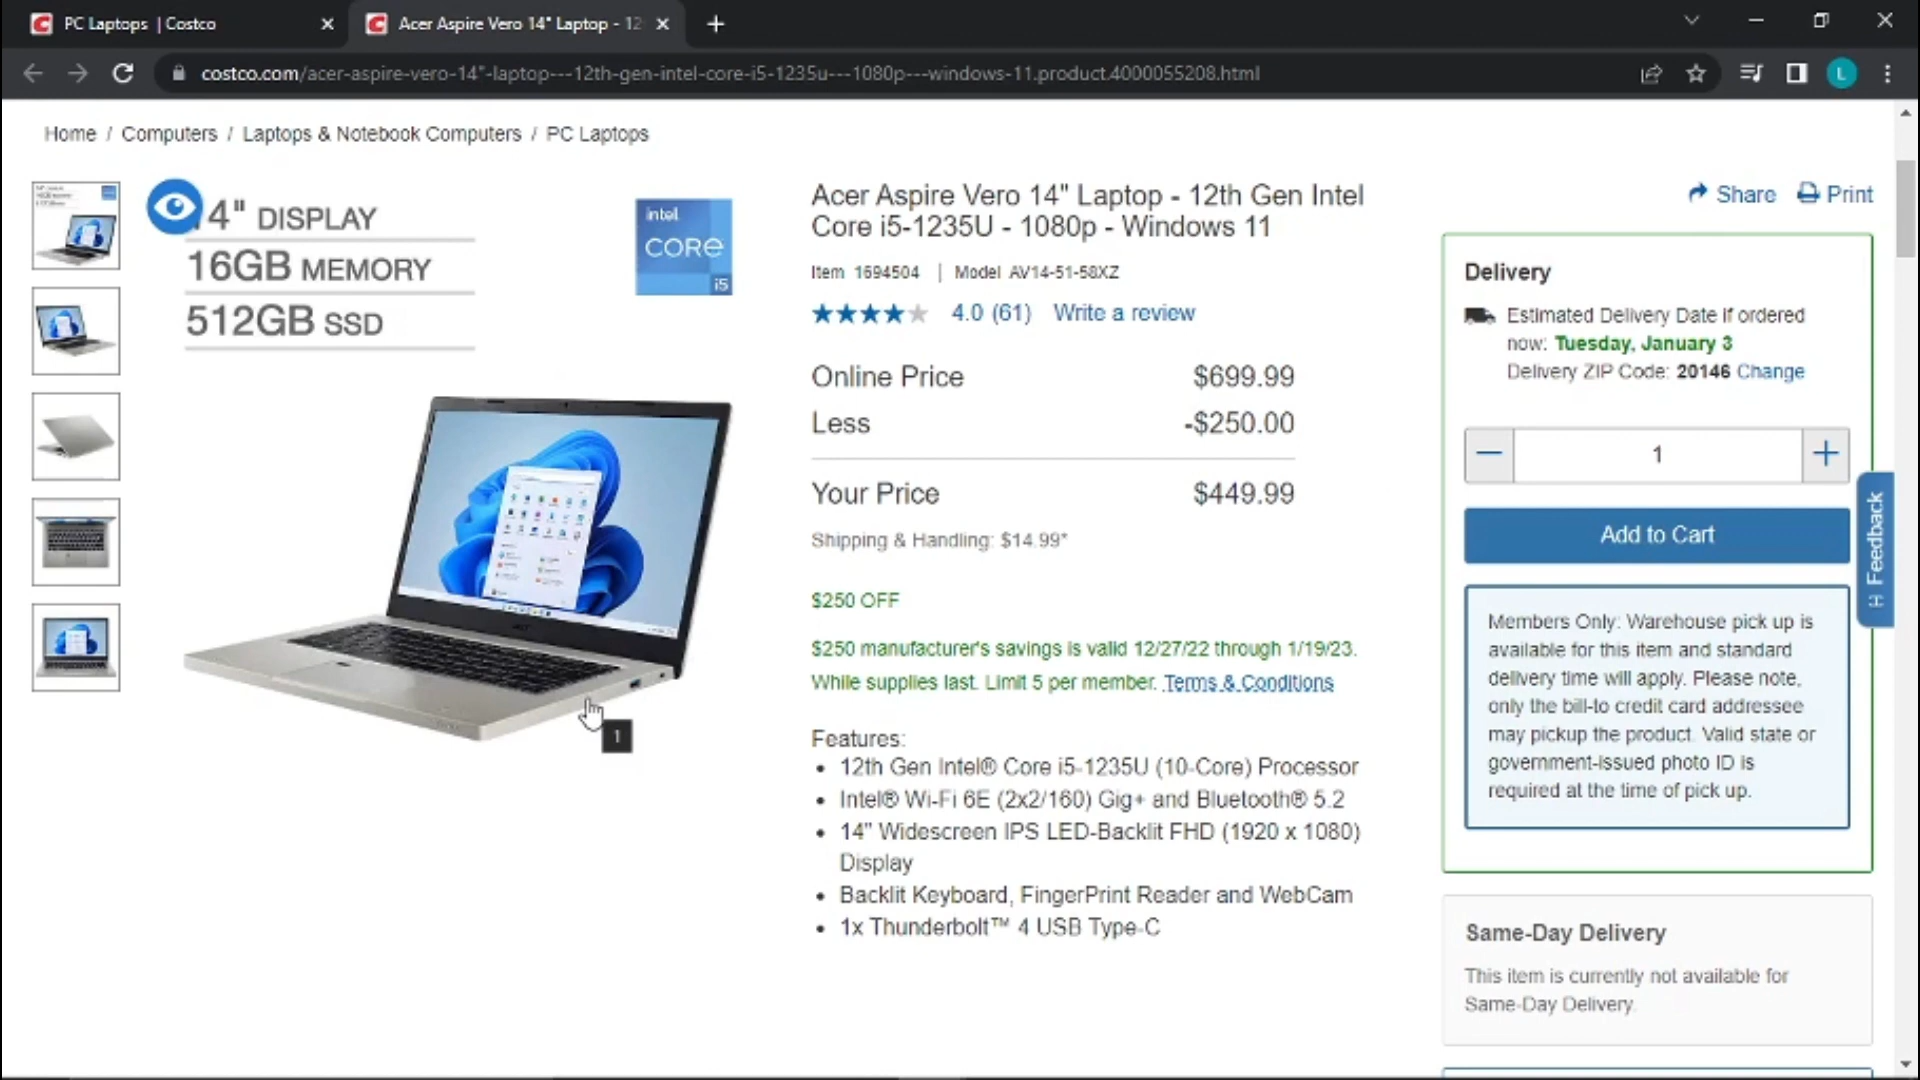 PC Laptops | Costco
Acer Aspire Vero 14" Laptop - 12
costco.com/acer-aspire-vero-14"-laptop---12th-gen-intel-core-i5-1235u---1080p---windows-11.product.4000055208.html
L
Home / Computers / Laptops & Notebook Computers / PC Laptops
4" DISPLAY
16GB MEMORY
512GB SSD
intel
CORE
i5
1
Acer Aspire Vero 14" Laptop - 12th Gen Intel
Core i5-1235U - 1080p - Windows 11
Item 1694504 | Model AV14-51-58XZ
4.0 (61) Write a review
Online Price $699.99
Less -$250.00
Your Price $449.99
Shipping & Handling: $14.99*
$250 OFF
$250 manufacturer's savings is valid 12/27/22 through 1/19/23.
While supplies last. Limit 5 per member. Terms & Conditions
Features:
• 12th Gen Intel® Core i5-1235U (10-Core) Processor
• Intel® Wi-Fi 6E (2x2/160) Gig+ and Bluetooth® 5.2
• 14" Widescreen IPS LED-Backlit FHD (1920 x 1080)
Display
• Backlit Keyboard, FingerPrint Reader and WebCam
• 1x Thunderbolt™ 4 USB Type-C
Share Print
Delivery
Estimated Delivery Date if ordered
now: Tuesday, January 3
Delivery ZIP Code: 20146 Change
1
Add to Cart
Members Only: Warehouse pick up is
available for this item and standard
delivery time will apply. Please note,
only the bill-to credit card addressee
may pickup the product. Valid state or
government-issued photo ID is
required at the time of pick up.
Feedback
Same-Day Delivery
This item is currently not available for
Same-Day Delivery.